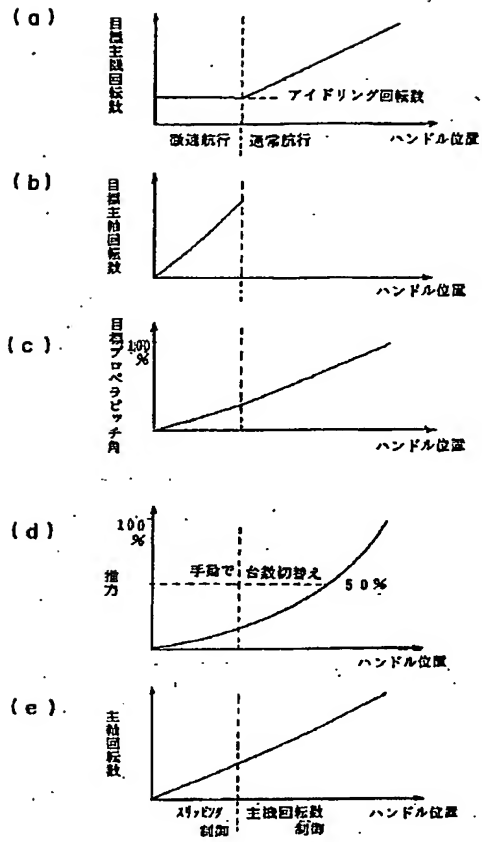 (a)
目標主機回転数
アイドリング回転数
微速航行 通常航行
ハンドル位置
(b)
目標主軸回転数
ハンドル位置
(c)
目標プロペラピッチ角
100
%
ハンドル位置
(d)
100
%
推力
手動で 台数切替え
50%
ハンドル位置
(e)
主軸回転数
スリッピング 主機回転数 ハンドル位置
制御 制御